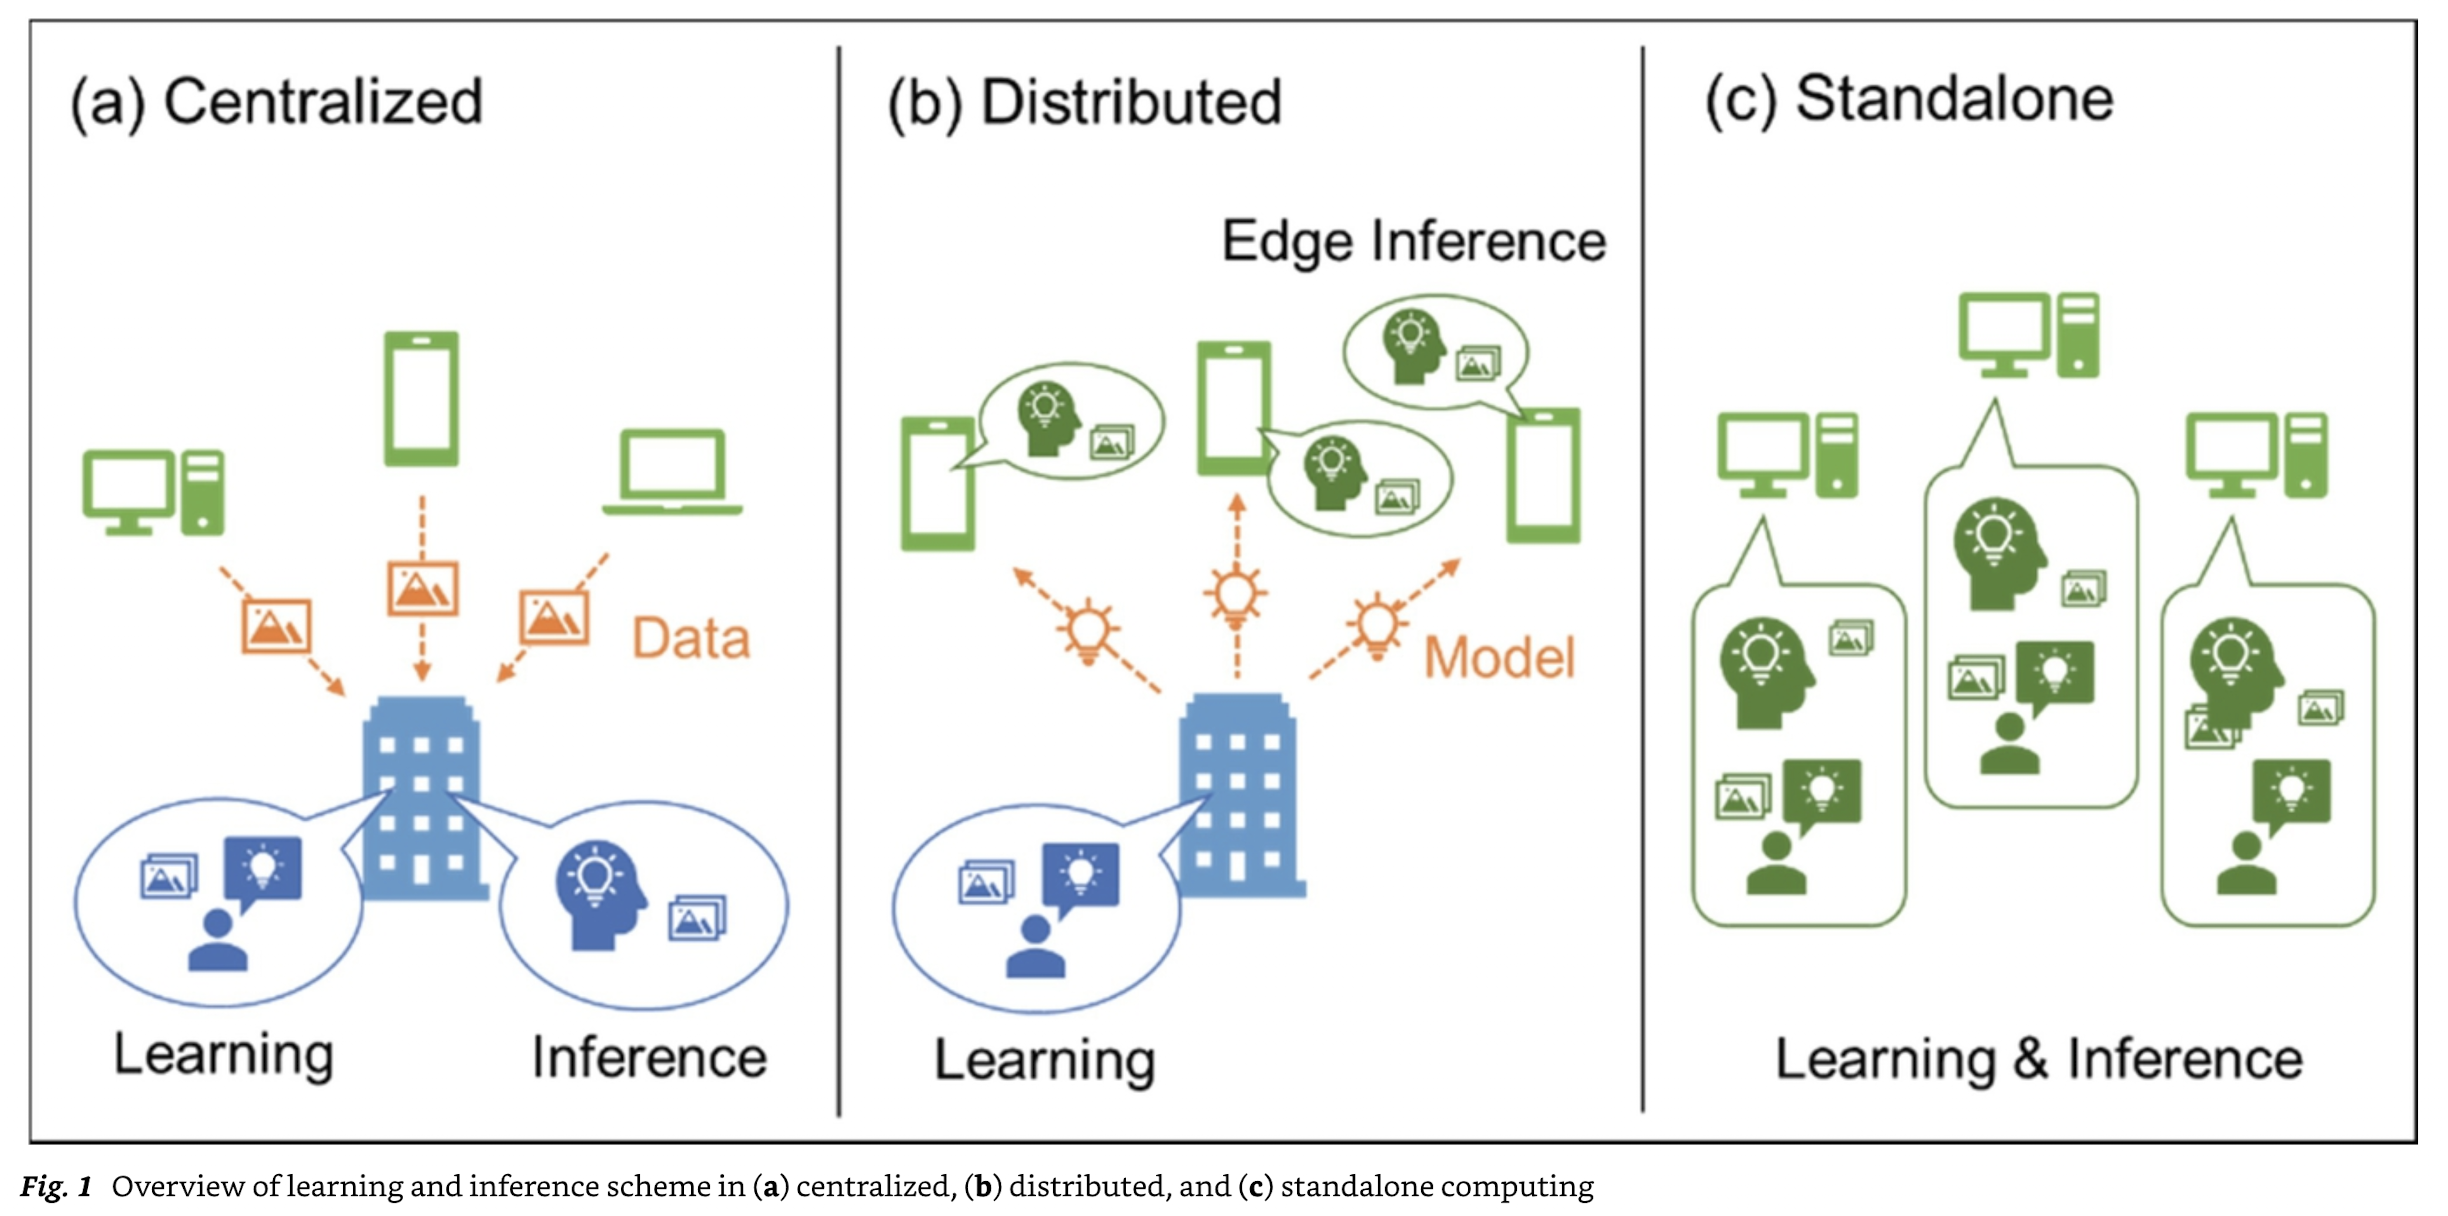 (a) Centralized
Data
Learning
Inference
(b) Distributed
Edge Inference
Model
Learning
(c) Standalone
Learning & Inference
Fig. 1 Overview of learning and inference scheme in (a) centralized, (b) distributed, and (c) standalone computing